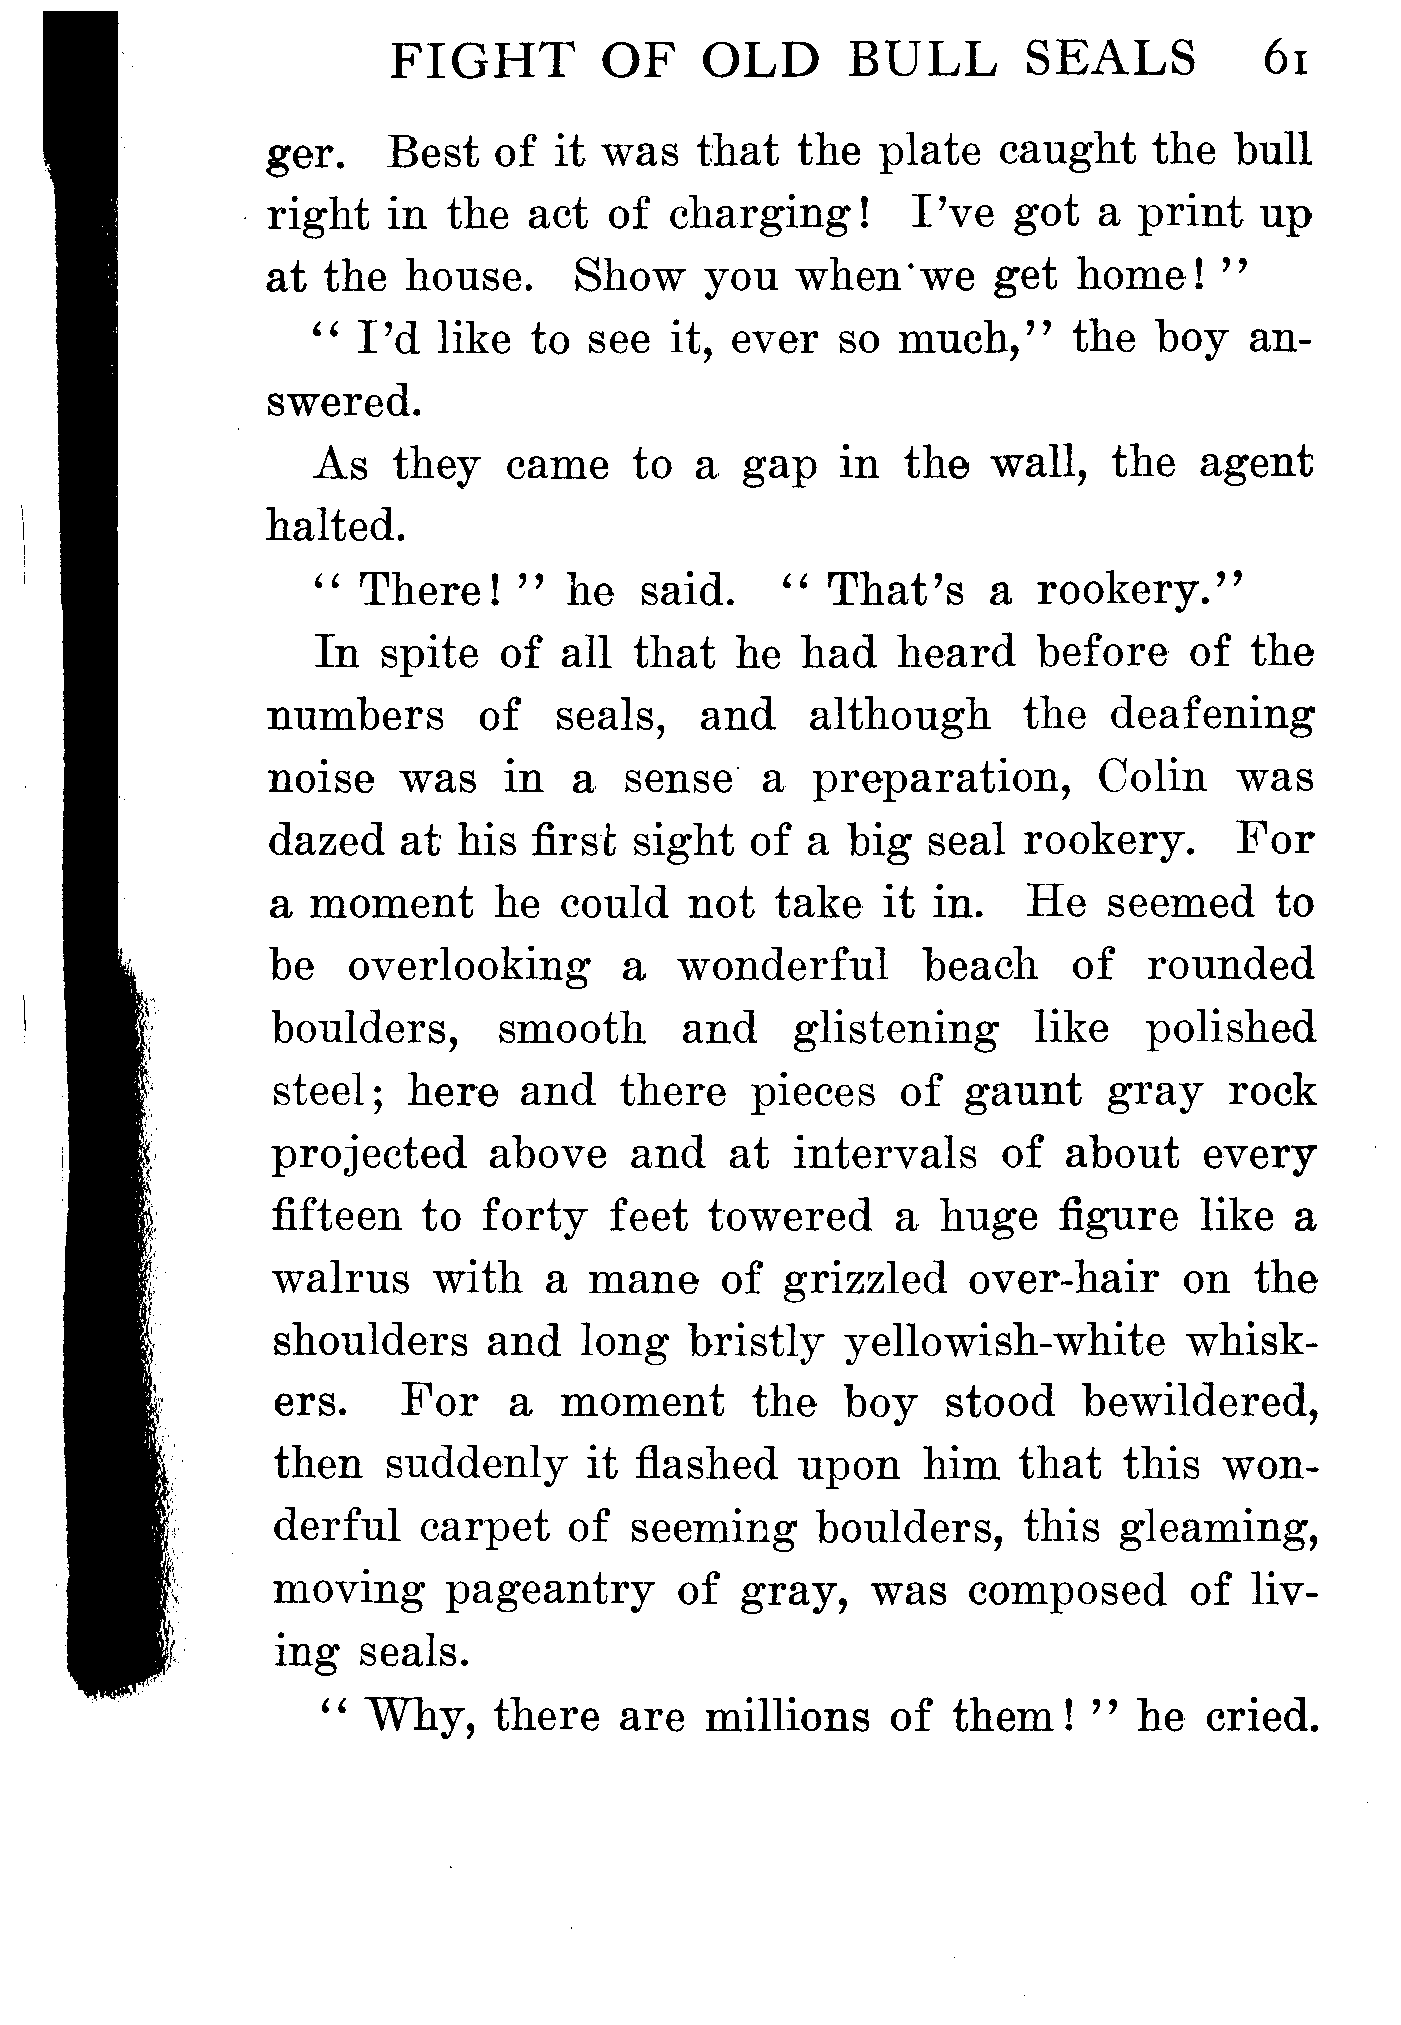 FIGHT OF OLD BULL SEALS 61
ger. Best of it was that the plate caught the bull
right in the act of charging! I've got a print up
at the house. Show you when we get home! ''
'' I'd like to see it, ever so much,'' the boy an-
swered.
As they came to a gap in the wall, the agent
halted.
'' There! '' he said. '' That's a rookery.''
In spite of all that he had heard before of the
numbers of seals, and although the deafening
noise was in a sense a preparation, Colin was
dazed at his first sight of a big seal rookery. For
a moment he could not take it in. He seemed to
be overlooking a wonderful beach of rounded
boulders, smooth and glistening like polished
steel; here and there pieces of gaunt gray rock
projected above and at intervals of about every
fifteen to forty feet towered a huge figure like a
walrus with a mane of grizzled over-hair on the
shoulders and long bristly yellowish-white whisk-
ers. For a moment the boy stood bewildered,
then suddenly it flashed upon him that this won-
derful carpet of seeming boulders, this gleaming,
moving pageantry of gray, was composed of liv-
ing seals.
'' Why, there are millions of them! '' he cried.